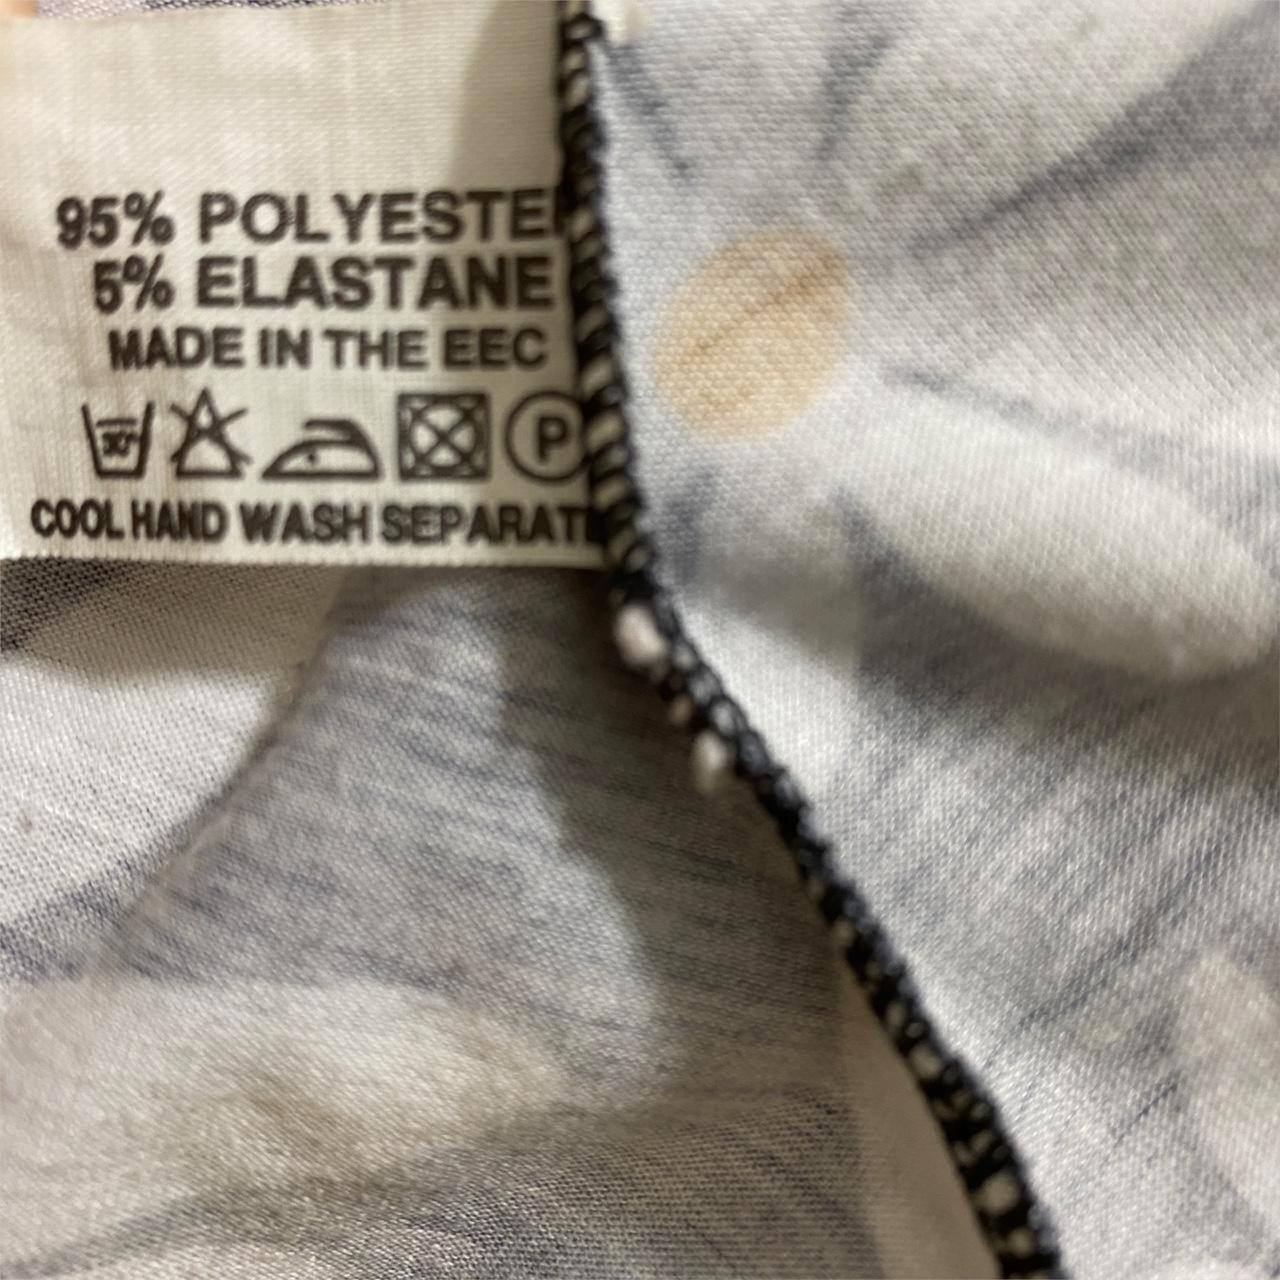 95% POLYESTE
5% ELASTANE
MADE IN THE EEC
30° P
COOL HAND WASH SEPARAT